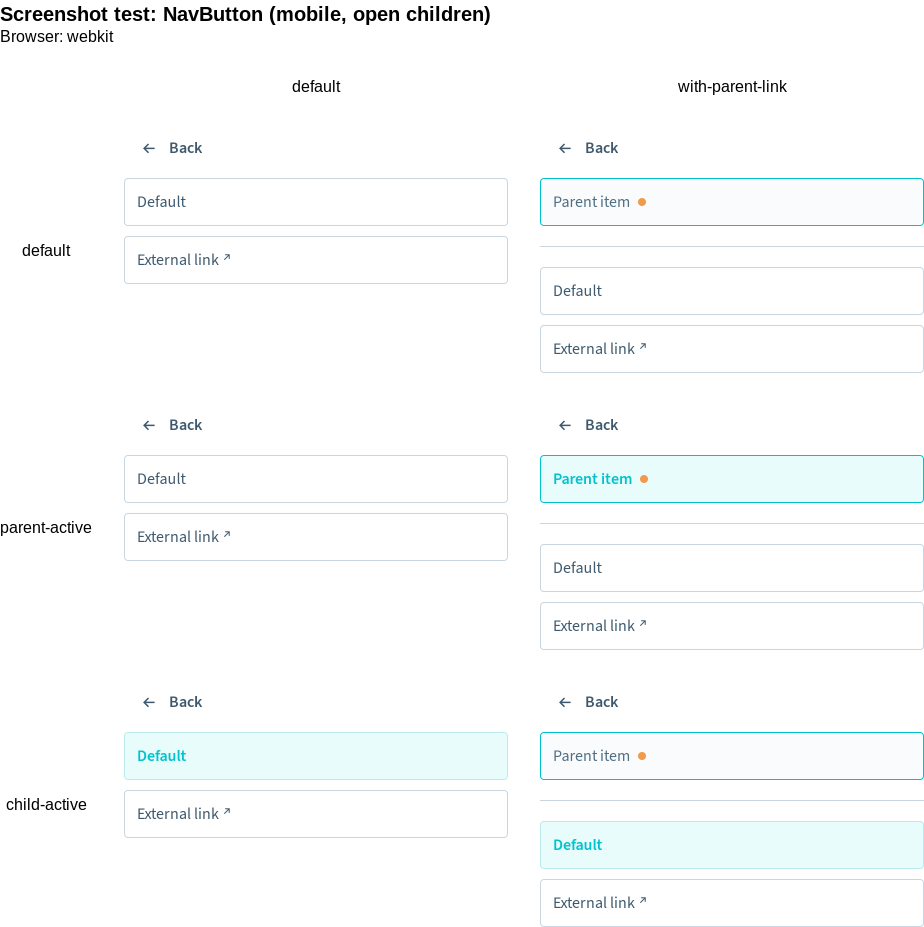 Screenshot test: NavButton (mobile, open children)
Browser: webkit
default with-parent-link
← Back ← Back
Default Parent item
default
External link ↗
Default
External link ↗
← Back ← Back
Default Parent item
parent-active
External link ↗
Default
External link ↗
← Back ← Back
Default Parent item
child-active
External link ↗
Default
External link ↗